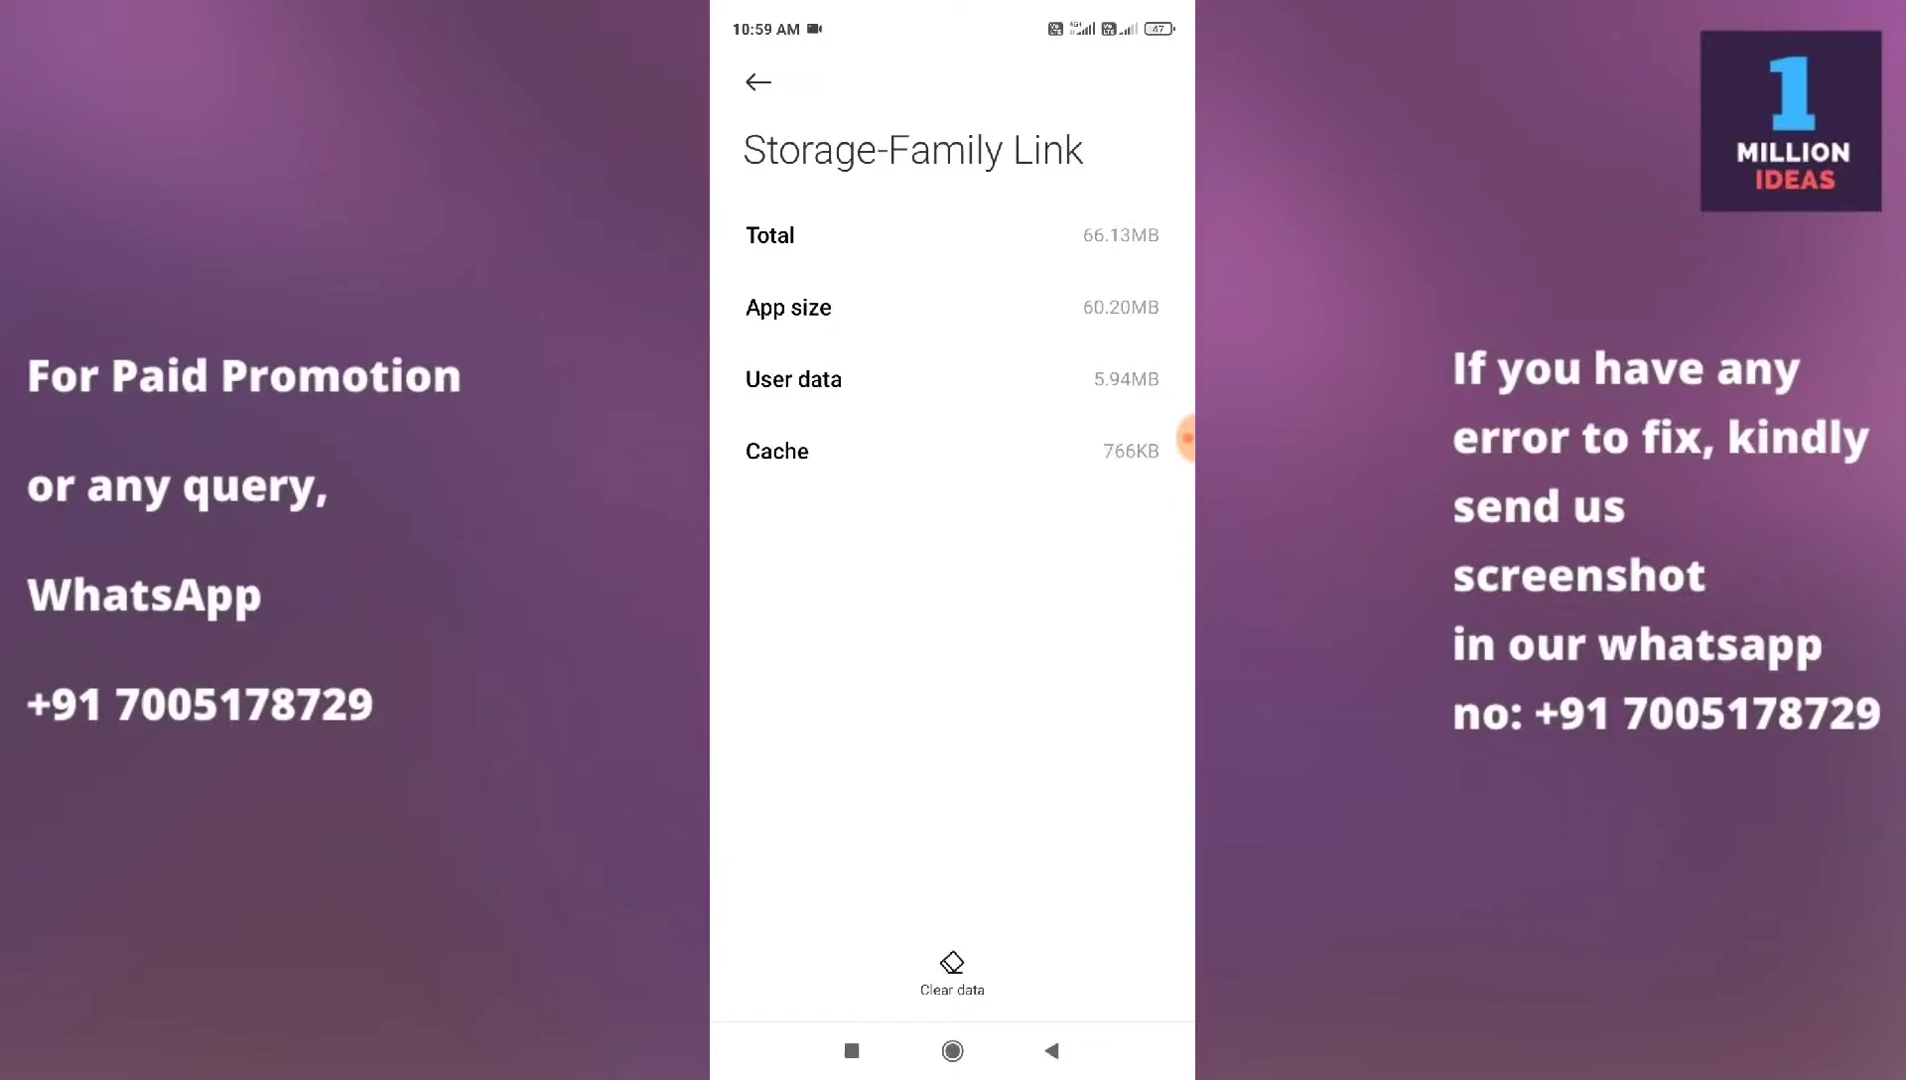 10:59 AM
4G+
47
Storage-Family Link
Total 66.13MB
App size 60.20MB
User data 5.94MB
Cache 766KB
Clear data
For Paid Promotion
or any query,
WhatsApp
+91 7005178729
1
MILLION
IDEAS
If you have any
error to fix, kindly
send us
screenshot
in our whatsapp
no: +91 7005178729